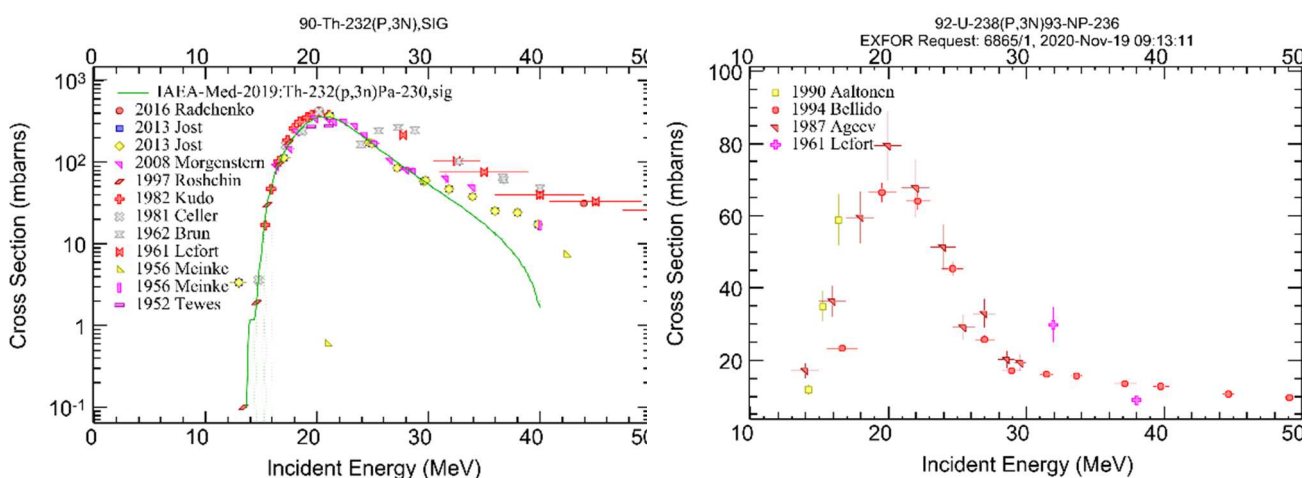 90-Th-232(P,3N),SIG
0 10 20 30 40 50
10³
10²
10
1
10⁻¹
Cross Section (mbarns)
IAEA-Med-2019:Th-232(p,3n)Pa-230,sig
2016 Radchenko
2013 Jost
2013 Jost
2008 Morgenstern
1997 Roshchin
1982 Kudo
1981 Celler
1962 Brun
1961 Lefort
1956 Meinke
1956 Meinke
1952 Tewes
0 10 20 30 40 50
Incident Energy (MeV)
92-U-238(P,3N)93-NP-236
EXFOR Request: 6865/1, 2020-Nov-19 09:13:11
10 20 30 40 50
100
80
60
40
20
Cross Section (mbarns)
1990 Aaltonen
1994 Bellido
1987 Ageev
1961 Lefort
10 20 30 40 50
Incident Energy (MeV)